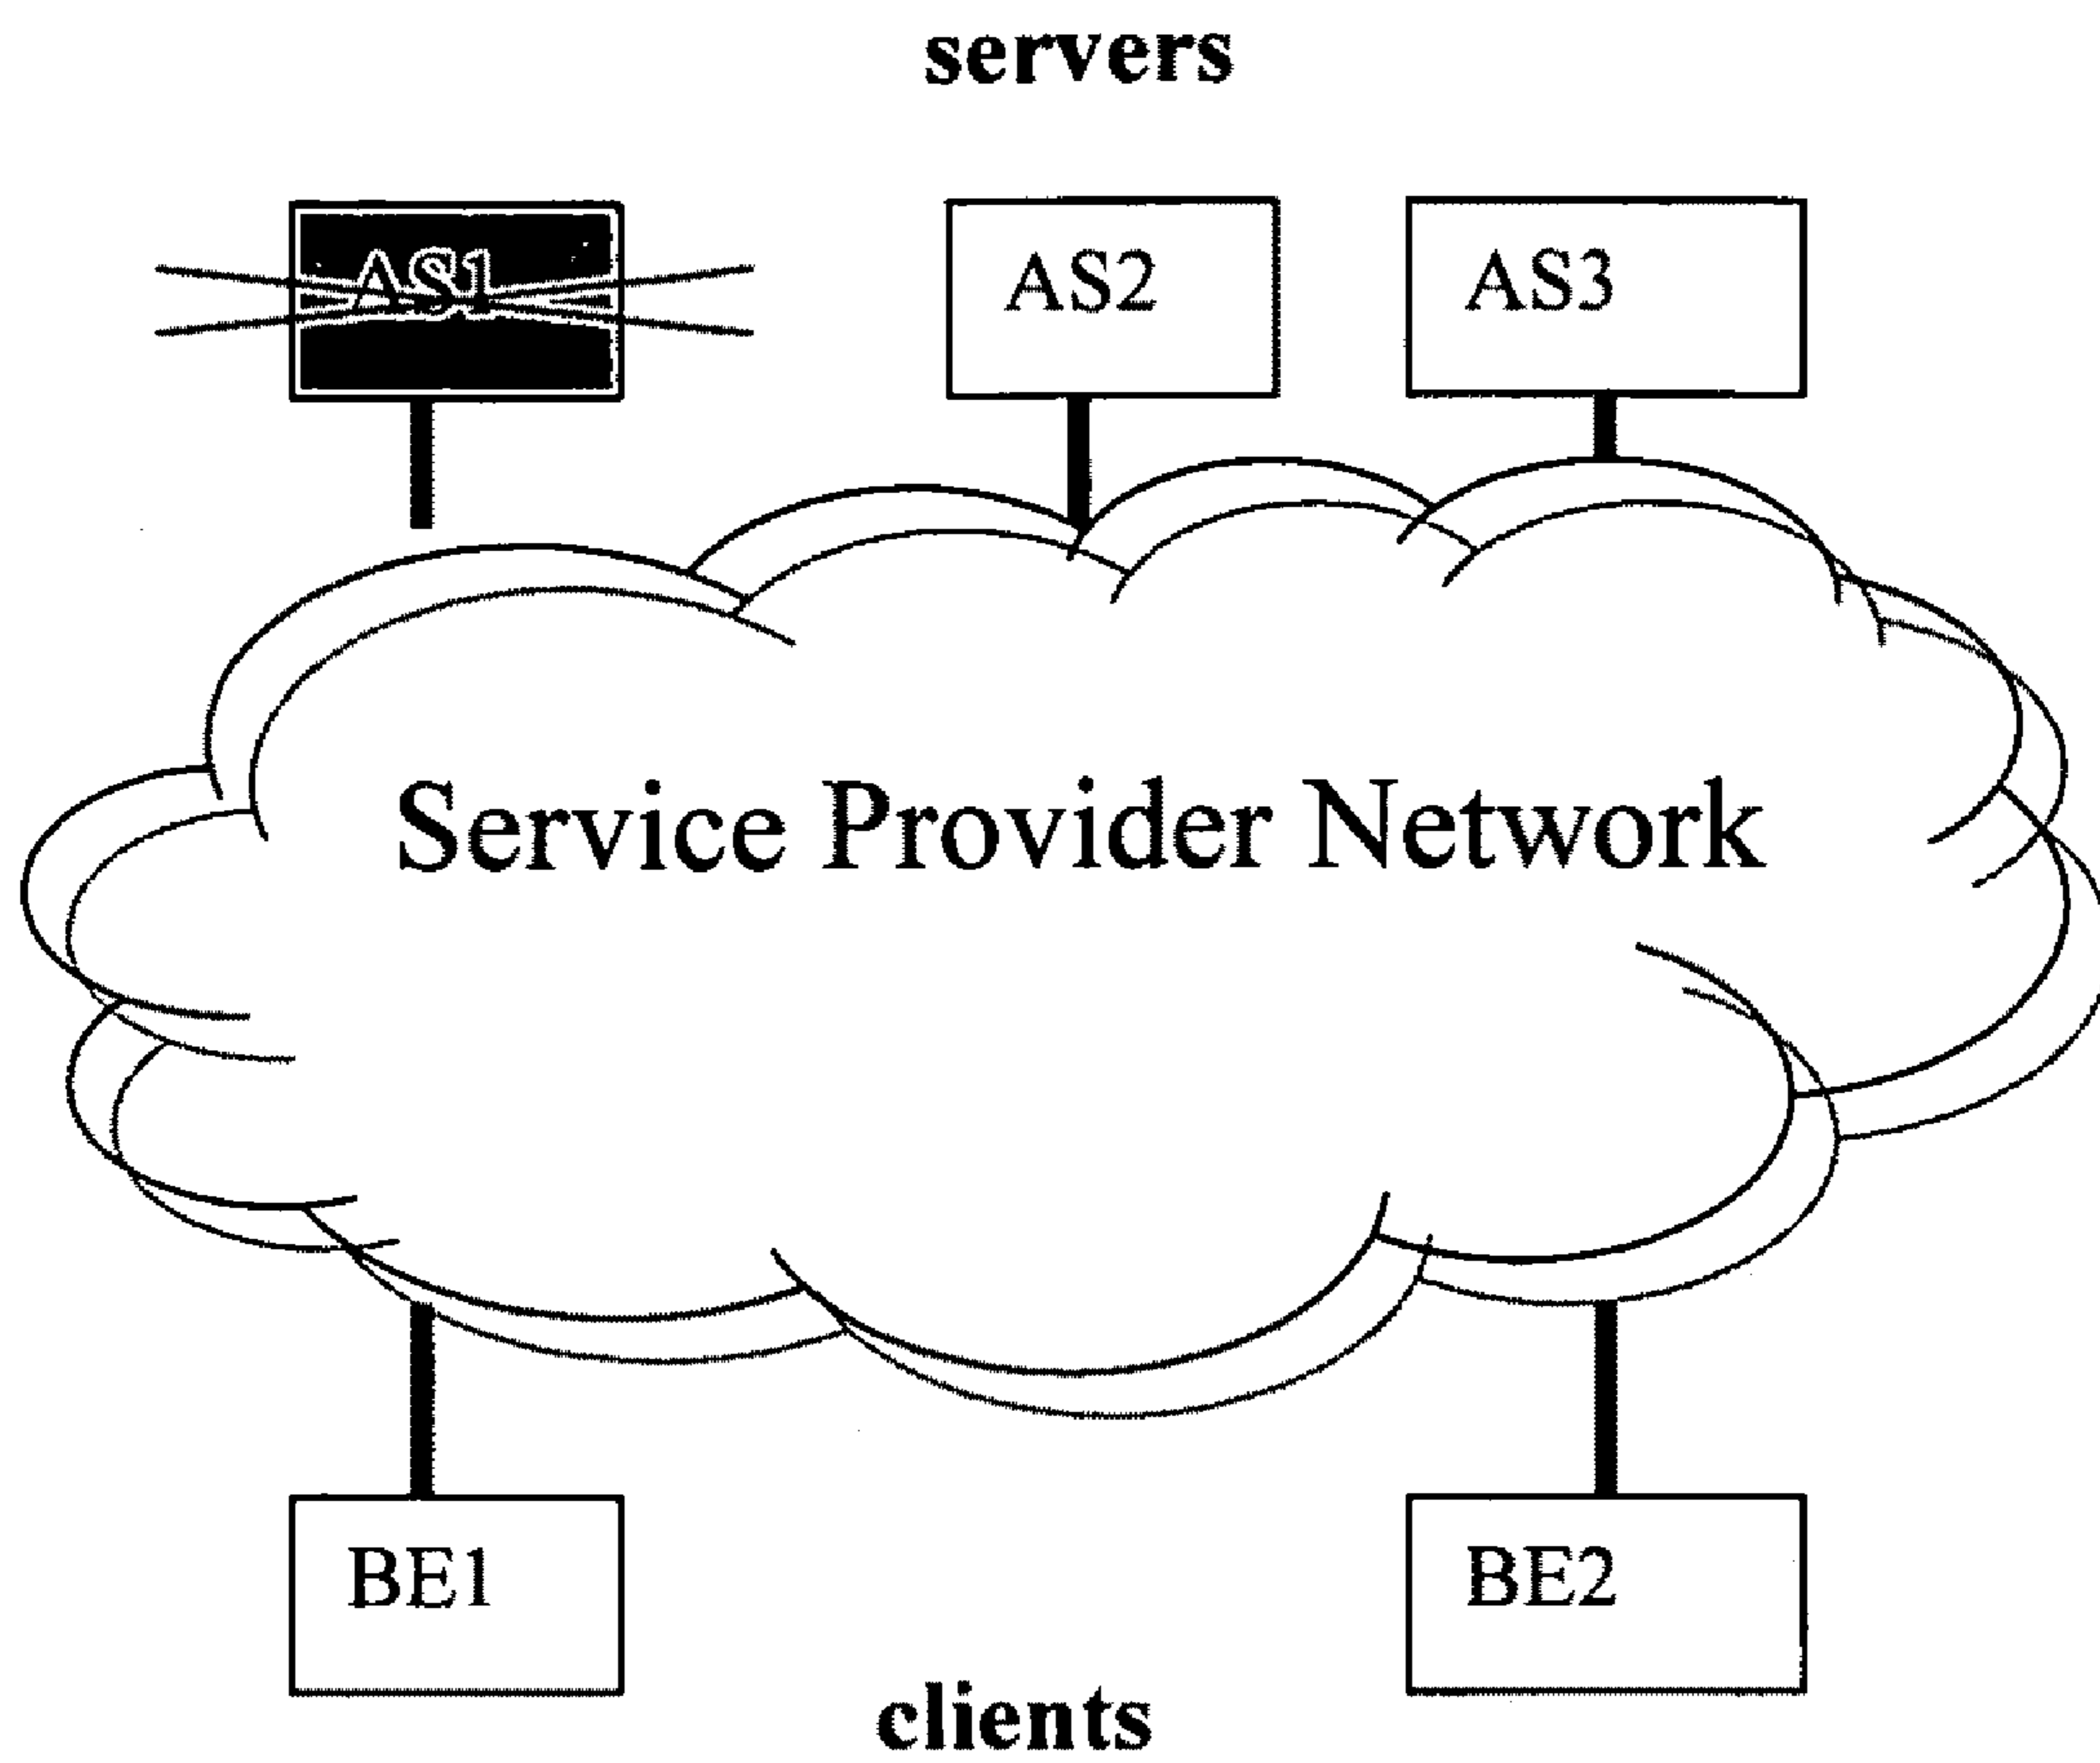 servers
AS1
AS2
AS3
Service Provider Network
BE1
BE2
clients